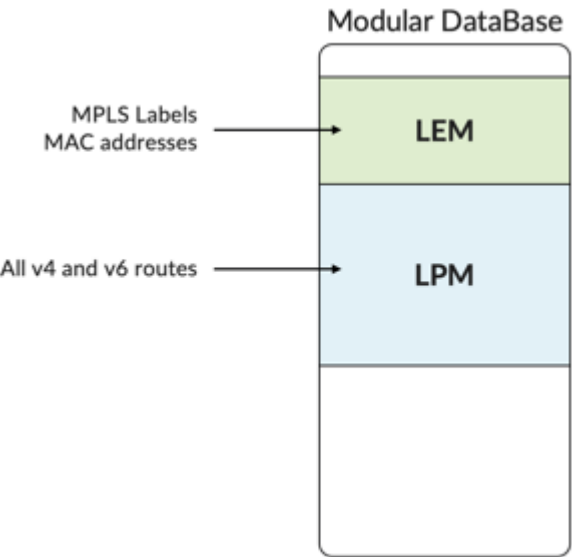 Modular DataBase
MPLS Labels
MAC addresses
LEM
All v4 and v6 routes
LPM